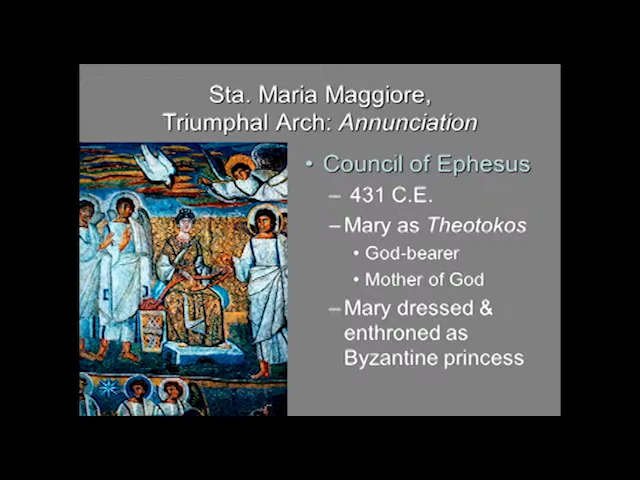 Sta. Maria Maggiore,
Triumphal Arch: Annunciation
• Council of Ephesus
– 431 C.E.
– Mary as Theotokos
• God-bearer
• Mother of God
– Mary dressed &
enthroned as
Byzantine princess